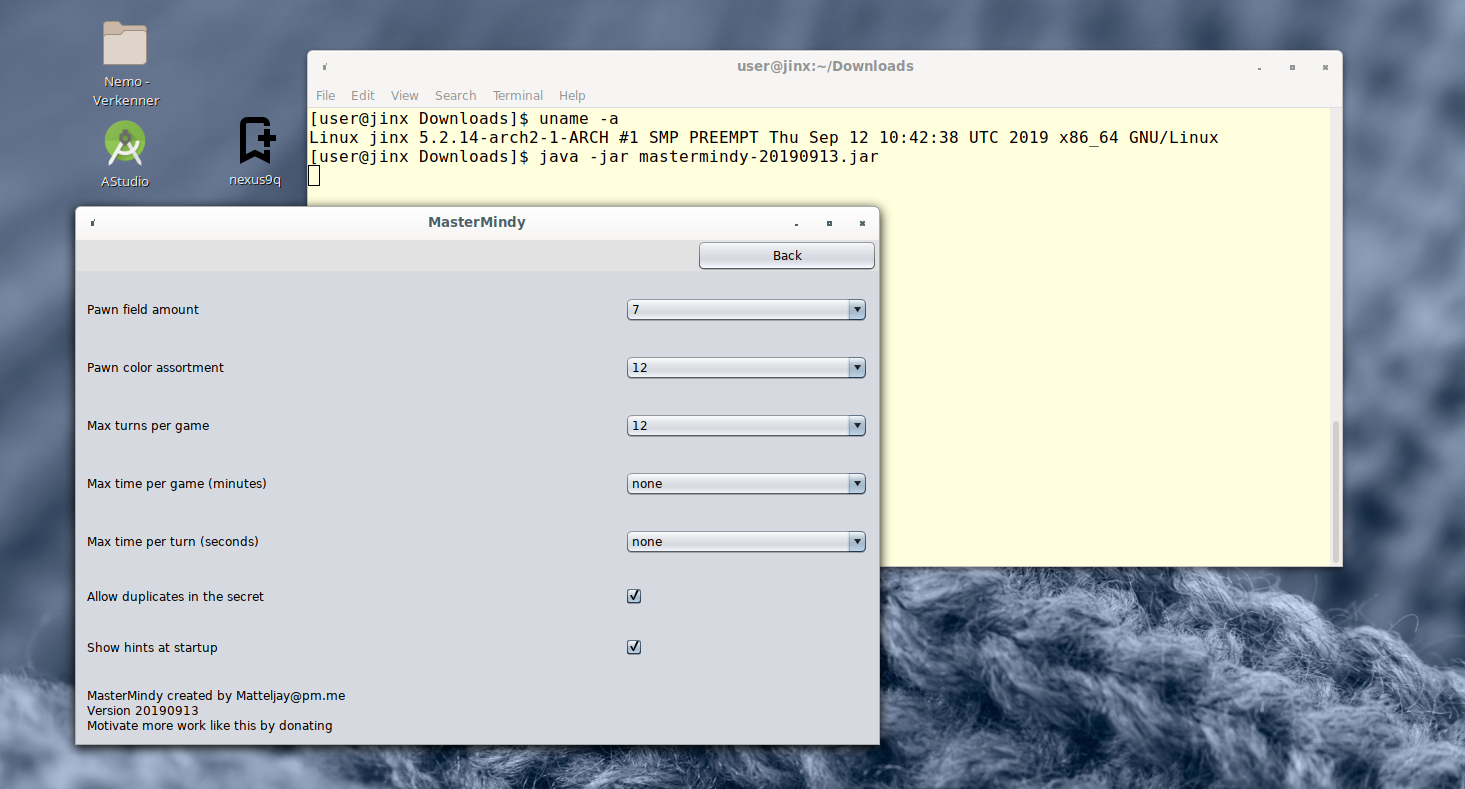 Nemo -
Verkenner
AStudio
nexus9q
user@jinx:~/Downloads
File Edit View Search Terminal Help
[user@jinx Downloads]$ uname -a
Linux jinx 5.2.14-arch2-1-ARCH #1 SMP PREEMPT Thu Sep 12 10:42:38 UTC 2019 x86_64 GNU/Linux
[user@jinx Downloads]$ java -jar mastermindy-20190913.jar
MasterMindy
Back
Pawn field amount 7
Pawn color assortment 12
Max turns per game 12
Max time per game (minutes) none
Max time per turn (seconds) none
Allow duplicates in the secret
Show hints at startup
MasterMindy created by Matteljay@pm.me
Version 20190913
Motivate more work like this by donating